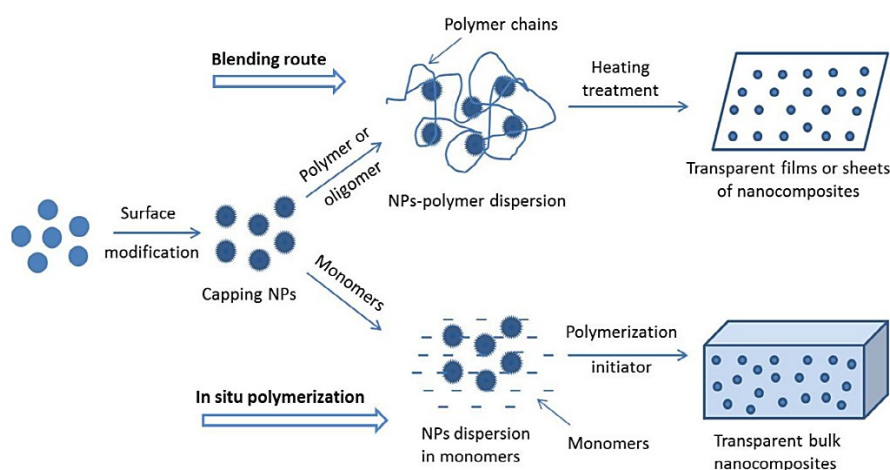 Polymer chains
Blending route
Heating
treatment
Polymer or
oligomer
Transparent films or sheets
of nanocomposites
NPs-polymer dispersion
Surface
modification
Capping NPs
Monomers
Polymerization
initiator
In situ polymerization
NPs dispersion
in monomers
Monomers
Transparent bulk
nanocomposites